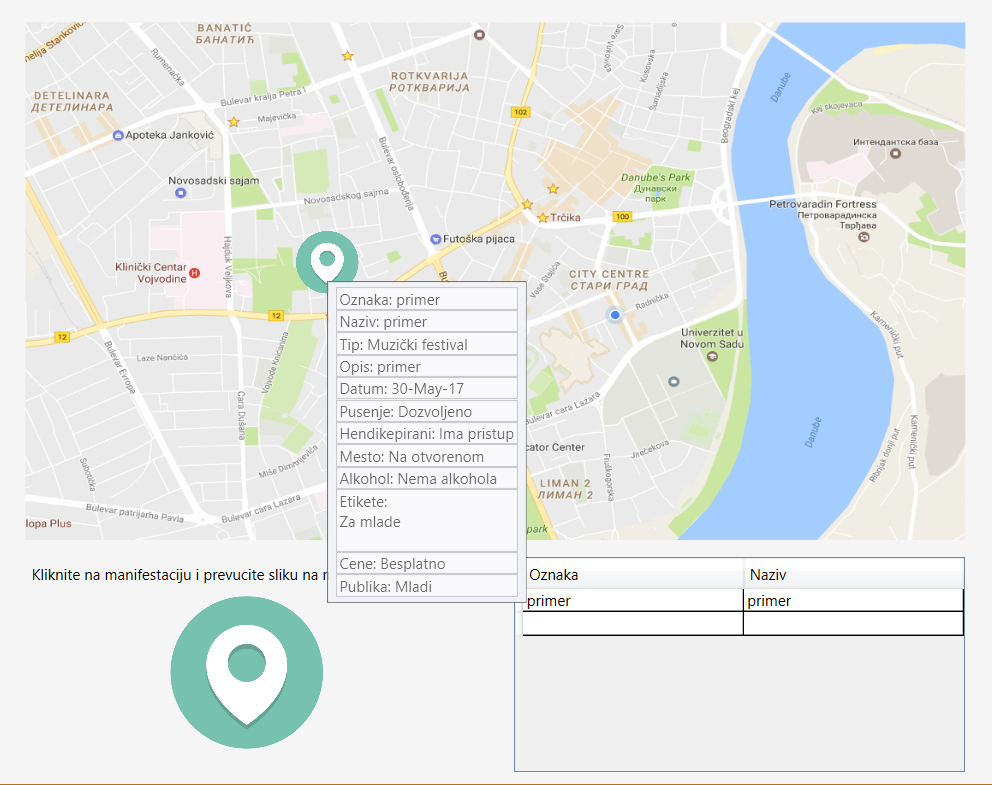 BANATIĆ
БАНАТИЋ
DETELINARA
ДЕТЕЛИНАРА
Rumenačka
Bulevar kralja Petra I
Majevička
ROTKVARIJA
РОТКВАРИЈА
102
Kosovska
Sumadijska
Beogradski kej
Danube
Kej skojevaca
Apoteka Janković
Novosadski sajam
Novosadskog sajma
Bulevar oslobođenja
Интендантска база
Danube's Park
Дунавски
парк
Petrovaradin Fortress
Петроварадинска
Тврђава
Trčika
100
Futoška pijaca
Klinički Centar
Vojvodine
H
Hajduk Veljkova
Vase Stajića
CITY CENTRE
СТАРИ ГРАД
Radnička
12
12
Univerzitet u
Novom Sadu
Kamenički put
Laze Nančića
Bulevar Evrope
Vojvode Knićanina
Cara Dušana
Bulevar cara Lazara
cator Center
Jirečekova
Fruškogorska
LIMAN 2
ЛИМАН 2
park
Danube
Ribnjak donji put
Kamenički put
Subotička
Miše Dimitrijevića
Bulevar patrijarha Pavla
Bulevar cara Lazara
lopa Plus
Oznaka: primer
Naziv: primer
Tip: Muzički festival
Opis: primer
Datum: 30-May-17
Pusenje: Dozvoljeno
Hendikepirani: Ima pristup
Mesto: Na otvorenom
Alkohol: Nema alkohola
Etikete:
Za mlade
Cene: Besplatno
Publika: Mladi
Kliknite na manifestaciju i prevucite sliku na
Oznaka Naziv
primer primer